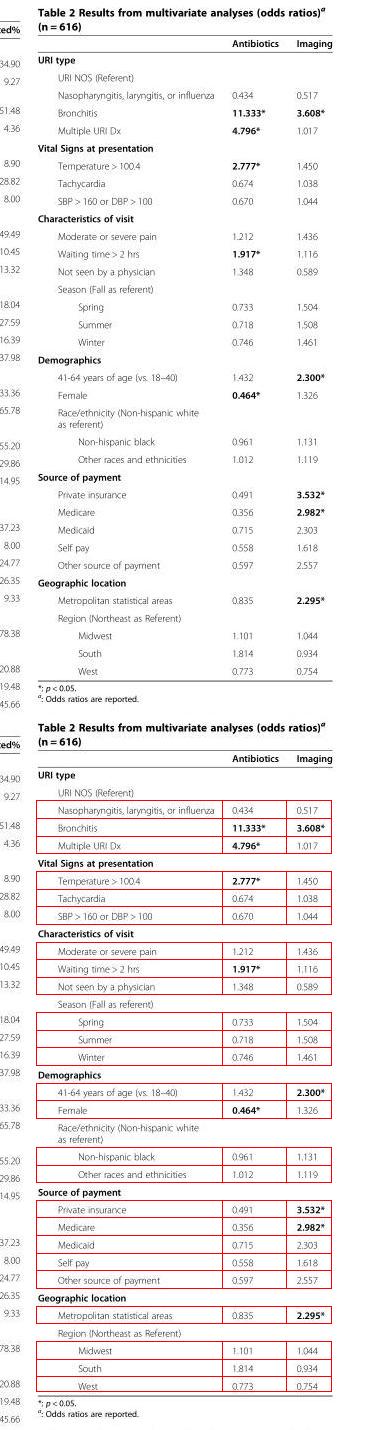 Table 2 Results from multivariate analyses (odds ratios)a
(n = 616)
ted%
Antibiotics Imaging
URI type
34.90 URI NOS (Referent)
9.27 Nasopharyngitis, laryngitis, or influenza 0.434 0.517
51.48 Bronchitis 11.333* 3.608*
4.36 Multiple URI Dx 4.796* 1.017
Vital Signs at presentation
8.90 Temperature > 100.4 2.777* 1.450
28.82 Tachycardia 0.674 1.038
8.00 SBP > 160 or DBP > 100 0.670 1.044
Characteristics of visit
49.49 Moderate or severe pain 1.212 1.436
10.45 Waiting time > 2 hrs 1.917* 1.116
13.32 Not seen by a physician 1.348 0.589
Season (Fall as referent)
18.04 Spring 0.733 1.504
27.59 Summer 0.718 1.508
16.39 Winter 0.746 1.461
37.98 Demographics
41-64 years of age (vs. 18–40) 1.432 2.300*
33.36 Female 0.464* 1.326
65.78 Race/ethnicity (Non-hispanic white
as referent)
55.20 Non-hispanic black 0.961 1.131
29.86 Other races and ethnicities 1.012 1.119
14.95 Source of payment
Private insurance 0.491 3.532*
Medicare 0.356 2.982*
37.23 Medicaid 0.715 2.303
8.00 Self pay 0.558 1.618
24.77 Other source of payment 0.597 2.557
26.35 Geographic location
9.33 Metropolitan statistical areas 0.835 2.295*
Region (Northeast as Referent)
78.38 Midwest 1.101 1.044
South 1.814 0.934
20.88 West 0.773 0.754
19.48 *: p < 0.05.
45.66 a: Odds ratios are reported.
Table 2 Results from multivariate analyses (odds ratios)a
(n = 616)
ted%
Antibiotics Imaging
URI type
34.90 URI NOS (Referent)
9.27 Nasopharyngitis, laryngitis, or influenza 0.434 0.517
51.48 Bronchitis 11.333* 3.608*
4.36 Multiple URI Dx 4.796* 1.017
Vital Signs at presentation
8.90 Temperature > 100.4 2.777* 1.450
28.82 Tachycardia 0.674 1.038
8.00 SBP > 160 or DBP > 100 0.670 1.044
Characteristics of visit
49.49 Moderate or severe pain 1.212 1.436
10.45 Waiting time > 2 hrs 1.917* 1.116
13.32 Not seen by a physician 1.348 0.589
Season (Fall as referent)
18.04 Spring 0.733 1.504
27.59 Summer 0.718 1.508
16.39 Winter 0.746 1.461
37.98 Demographics
41-64 years of age (vs. 18–40) 1.432 2.300*
33.36 Female 0.464* 1.326
65.78 Race/ethnicity (Non-hispanic white
as referent)
55.20 Non-hispanic black 0.961 1.131
29.86 Other races and ethnicities 1.012 1.119
14.95 Source of payment
Private insurance 0.491 3.532*
Medicare 0.356 2.982*
37.23 Medicaid 0.715 2.303
8.00 Self pay 0.558 1.618
24.77 Other source of payment 0.597 2.557
26.35 Geographic location
9.33 Metropolitan statistical areas 0.835 2.295*
Region (Northeast as Referent)
78.38 Midwest 1.101 1.044
South 1.814 0.934
20.88 West 0.773 0.754
19.48 *: p < 0.05.
45.66 a: Odds ratios are reported.